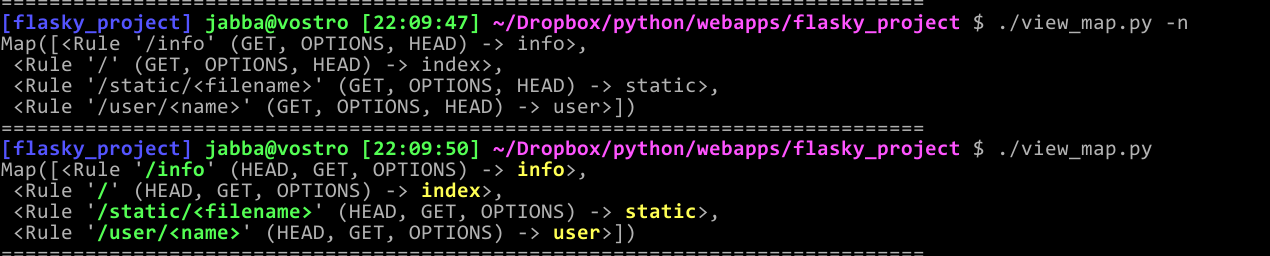 =============================================================================
[flasky_project] jabba@vostro [22:09:47] ~/Dropbox/python/webapps/flasky_project $ ./view_map.py -n
Map([<Rule '/info' (GET, OPTIONS, HEAD) -> info>,
 <Rule '/' (GET, OPTIONS, HEAD) -> index>,
 <Rule '/static/<filename>' (GET, OPTIONS, HEAD) -> static>,
 <Rule '/user/<name>' (GET, OPTIONS, HEAD) -> user>])
=============================================================================
[flasky_project] jabba@vostro [22:09:50] ~/Dropbox/python/webapps/flasky_project $ ./view_map.py
Map([<Rule '/info' (HEAD, GET, OPTIONS) -> info>,
 <Rule '/' (HEAD, GET, OPTIONS) -> index>,
 <Rule '/static/<filename>' (HEAD, GET, OPTIONS) -> static>,
 <Rule '/user/<name>' (HEAD, GET, OPTIONS) -> user>])
=============================================================================